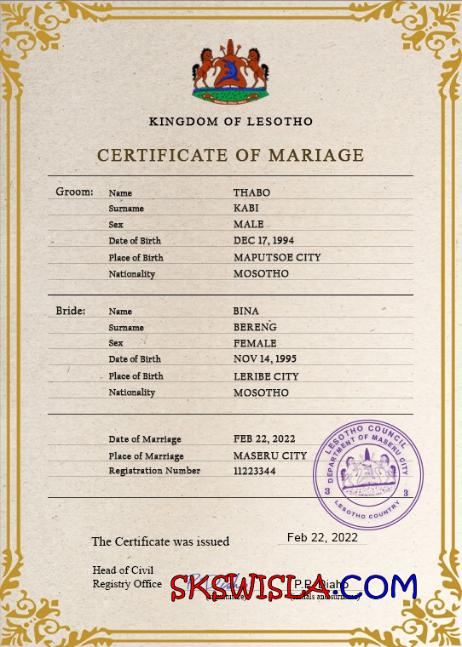 KINGDOM OF LESOTHO
CERTIFICATE OF MARIAGE
Groom: Name THABO
Surname KABI
Sex MALE
Date of Birth DEC 17, 1994
Place of Birth MAPUTSOE CITY
Nationality MOSOTHO
Bride: Name BINA
Surname BERENG
Sex FEMALE
Date of Birth NOV 14, 1995
Place of Birth LERIBE CITY
Nationality MOSOTHO
Date of Marriage FEB 22, 2022
Place of Marriage MASERU CITY
Registration Number 11223344
LESOTHO COUNCIL
DEPARTMENT OF MASERU CITY
3 3
LESOTHO COUNTRY
The Certificate was issued Feb 22, 2022
Head of Civil
Registry Office
SKSWISLA.COM